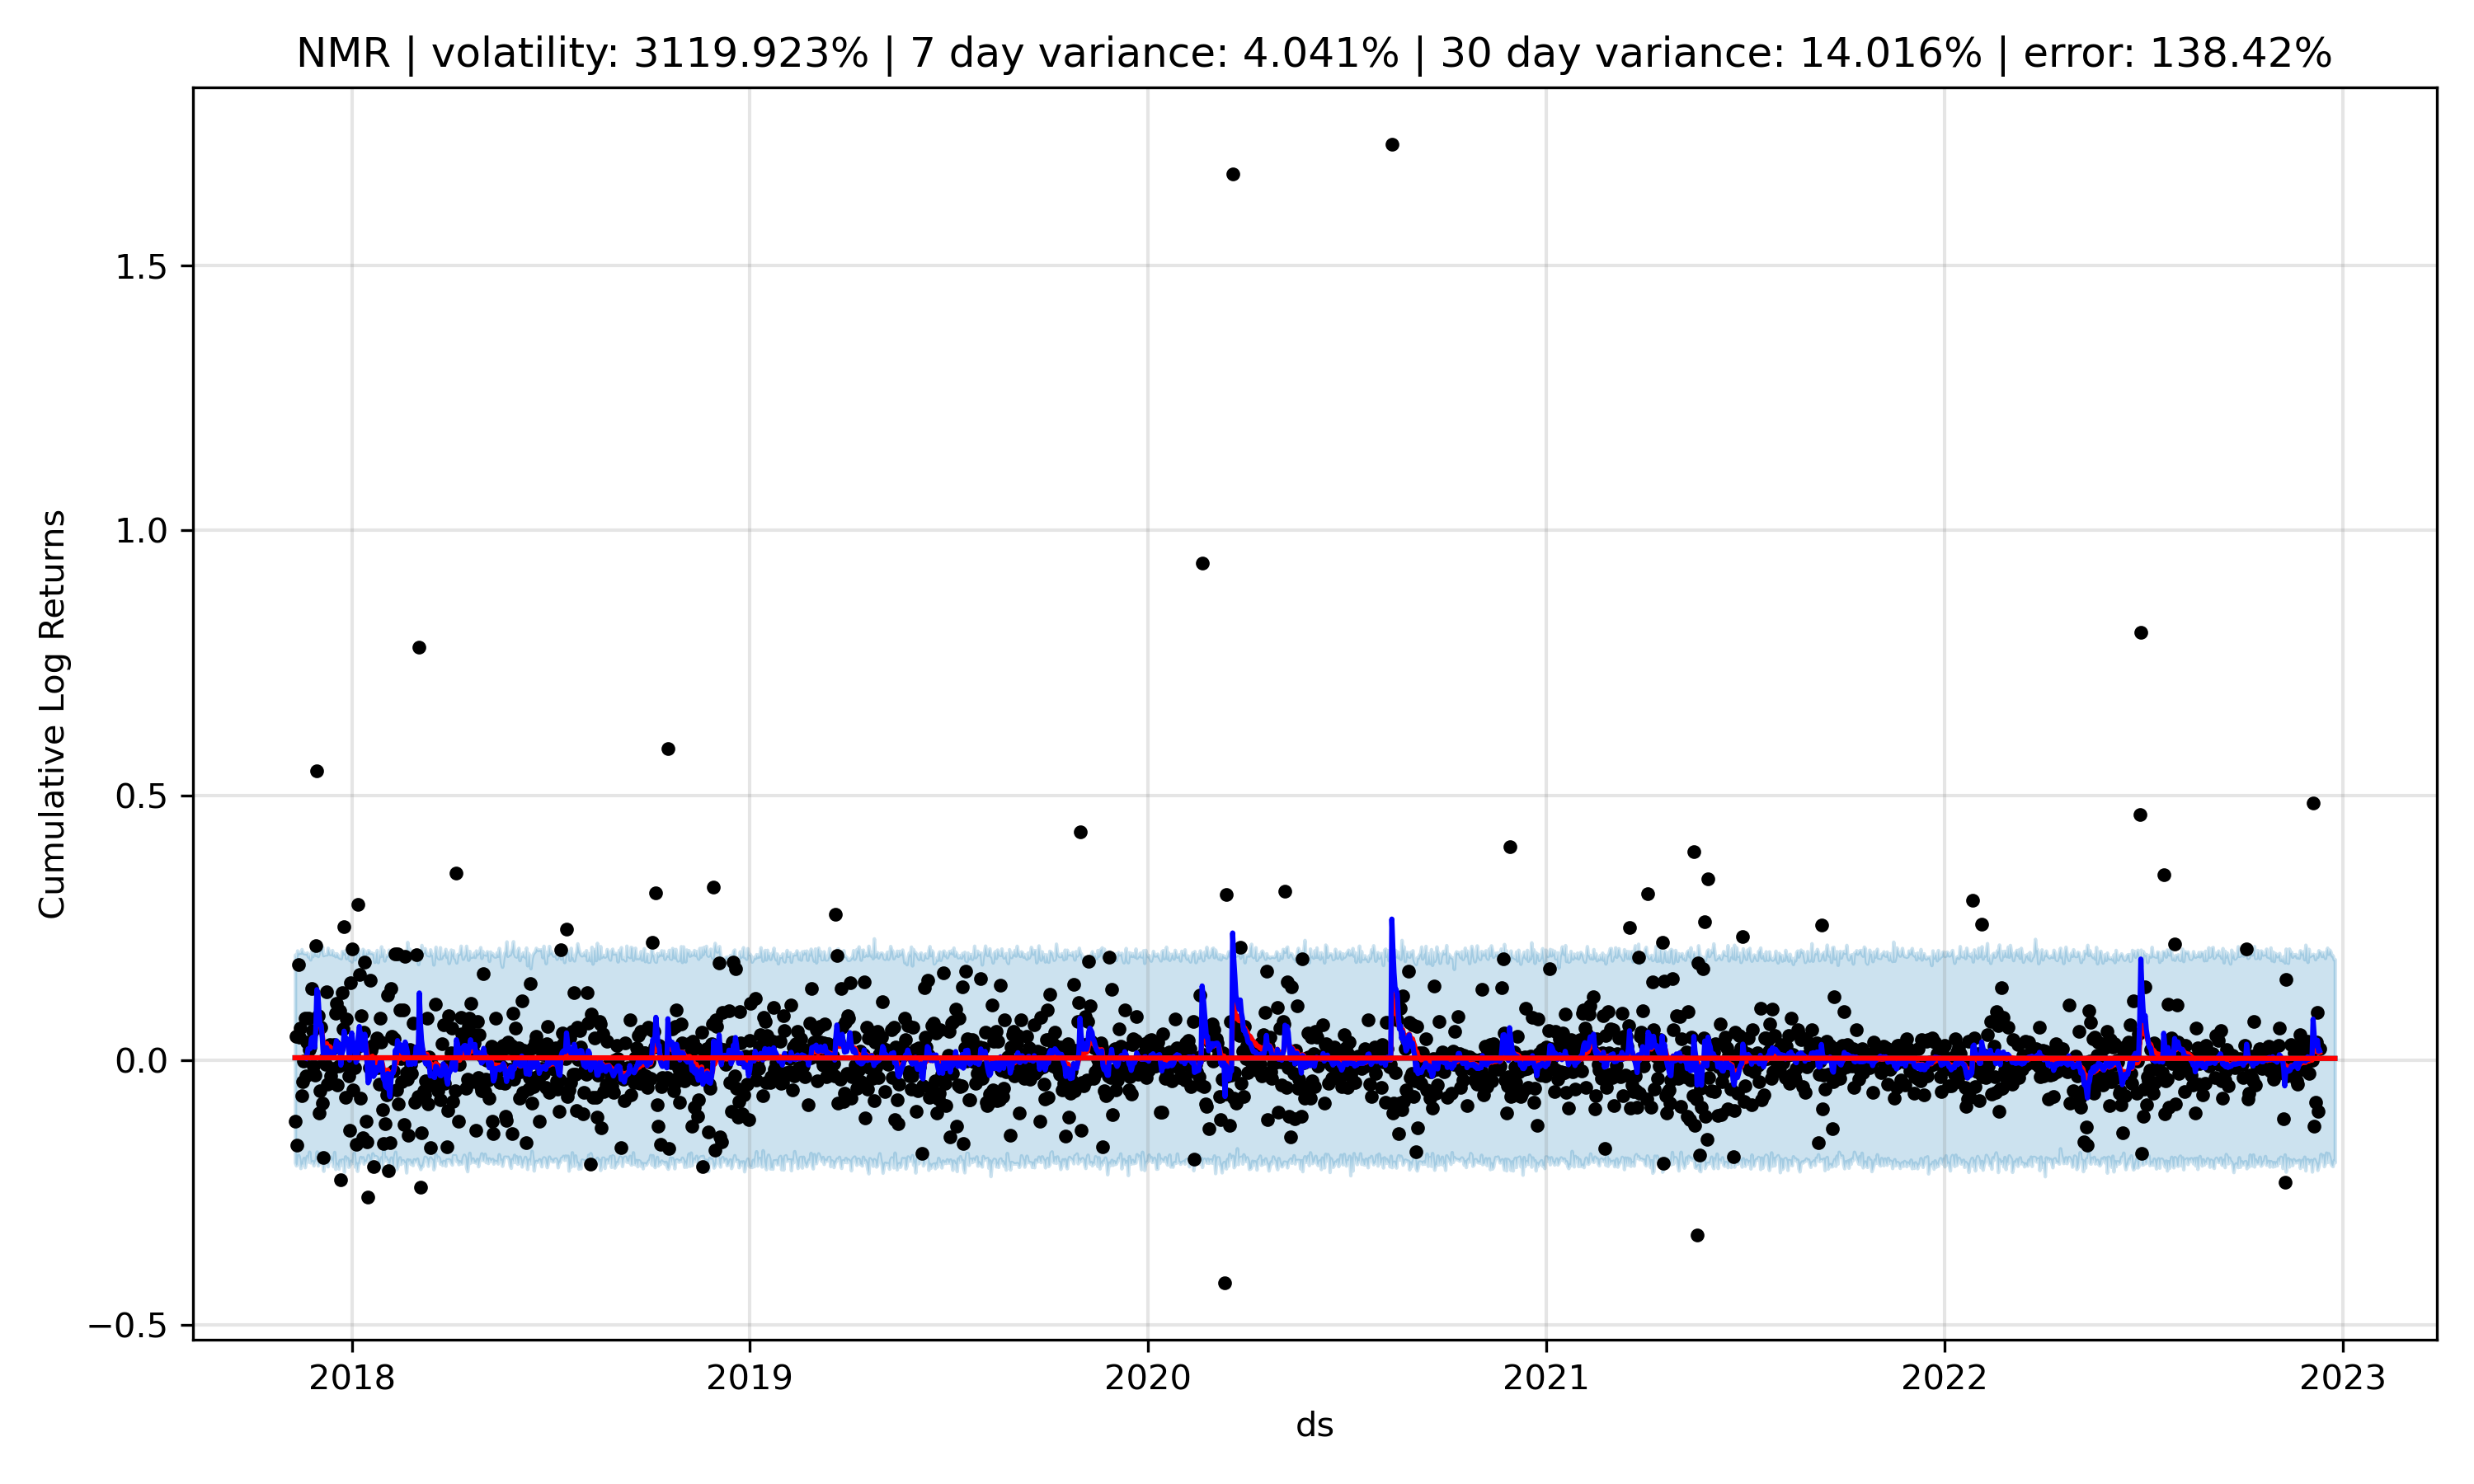 NMR | volatility: 3119.923% | 7 day variance: 4.041% | 30 day variance: 14.016% | error: 138.42%
Cumulative Log Returns
1.5
1.0
0.5
0.0
−0.5
2018 2019 2020 2021 2022 2023
ds